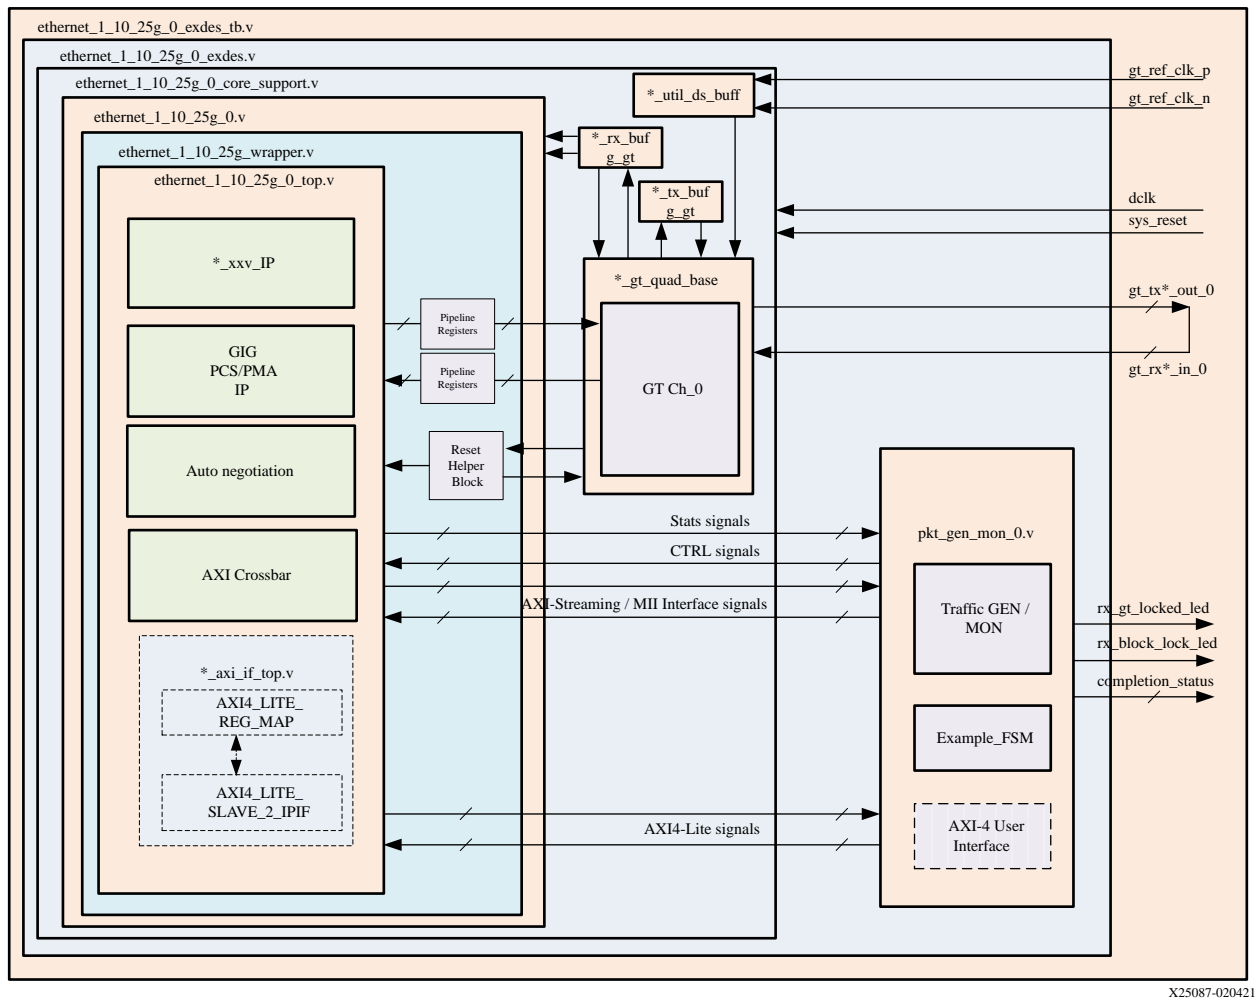 ethernet_1_10_25g_0_exdes_tb.v
ethernet_1_10_25g_0_exdes.v
ethernet_1_10_25g_0_core_support.v
ethernet_1_10_25g_0.v
ethernet_1_10_25g_wrapper.v
ethernet_1_10_25g_0_top.v
*_xxv_IP
GIG
PCS/PMA
IP
Auto negotiation
AXI Crossbar
*_axi_if_top.v
AXI4_LITE_
REG_MAP
AXI4_LITE_
SLAVE_2_IPIF
Pipeline
Registers
Pipeline
Registers
Reset
Helper
Block
*_util_ds_buff
*_rx_buf
g_gt
*_tx_buf
g_gt
*_gt_quad_base
GT Ch_0
Stats signals
CTRL signals
AXI-Streaming / MII Interface signals
AXI4-Lite signals
pkt_gen_mon_0.v
Traffic GEN /
MON
Example_FSM
AXI-4 User
Interface
gt_ref_clk_p
gt_ref_clk_n
dclk
sys_reset
gt_tx*_out_0
gt_rx*_in_0
rx_gt_locked_led
rx_block_lock_led
completion_status
X25087-020421